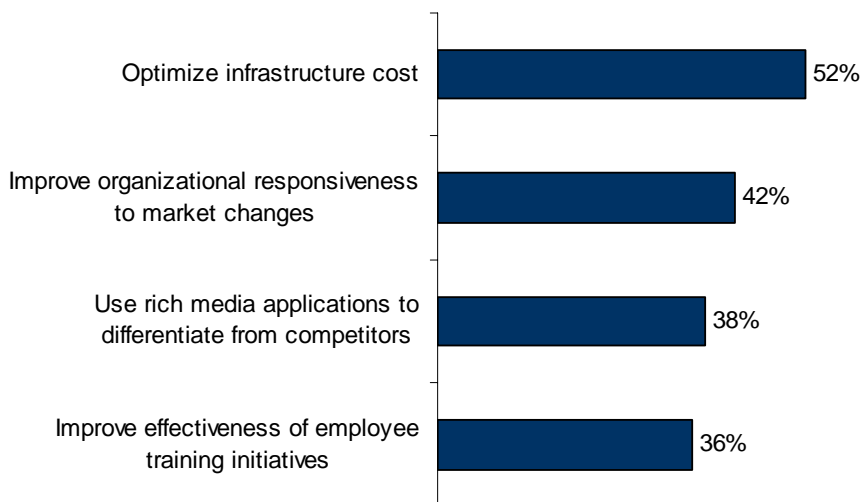 Optimize infrastructure cost
52%
Improve organizational responsiveness
to market changes
42%
Use rich media applications to
differentiate from competitors
38%
Improve effectiveness of employee
training initiatives
36%